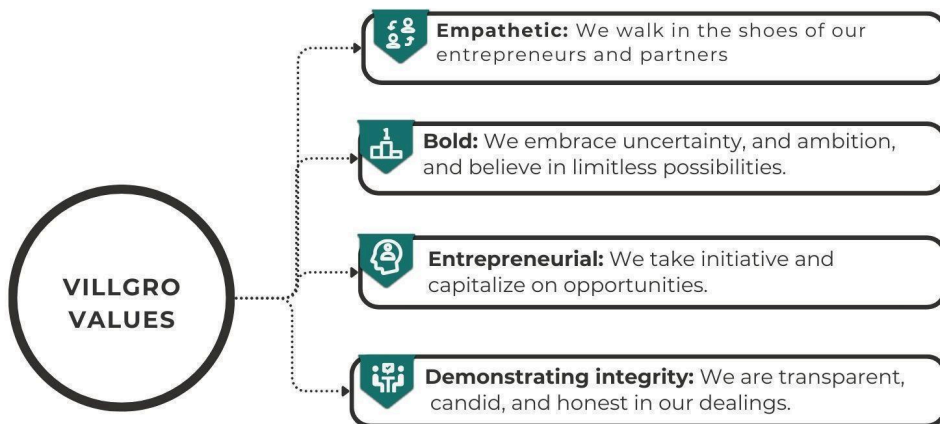 Empathetic: We walk in the shoes of our
entrepreneurs and partners
1
Bold: We embrace uncertainty, and ambition,
and believe in limitless possibilities.
VILLGRO
VALUES
Entrepreneurial: We take initiative and
capitalize on opportunities.
Demonstrating integrity: We are transparent,
candid, and honest in our dealings.